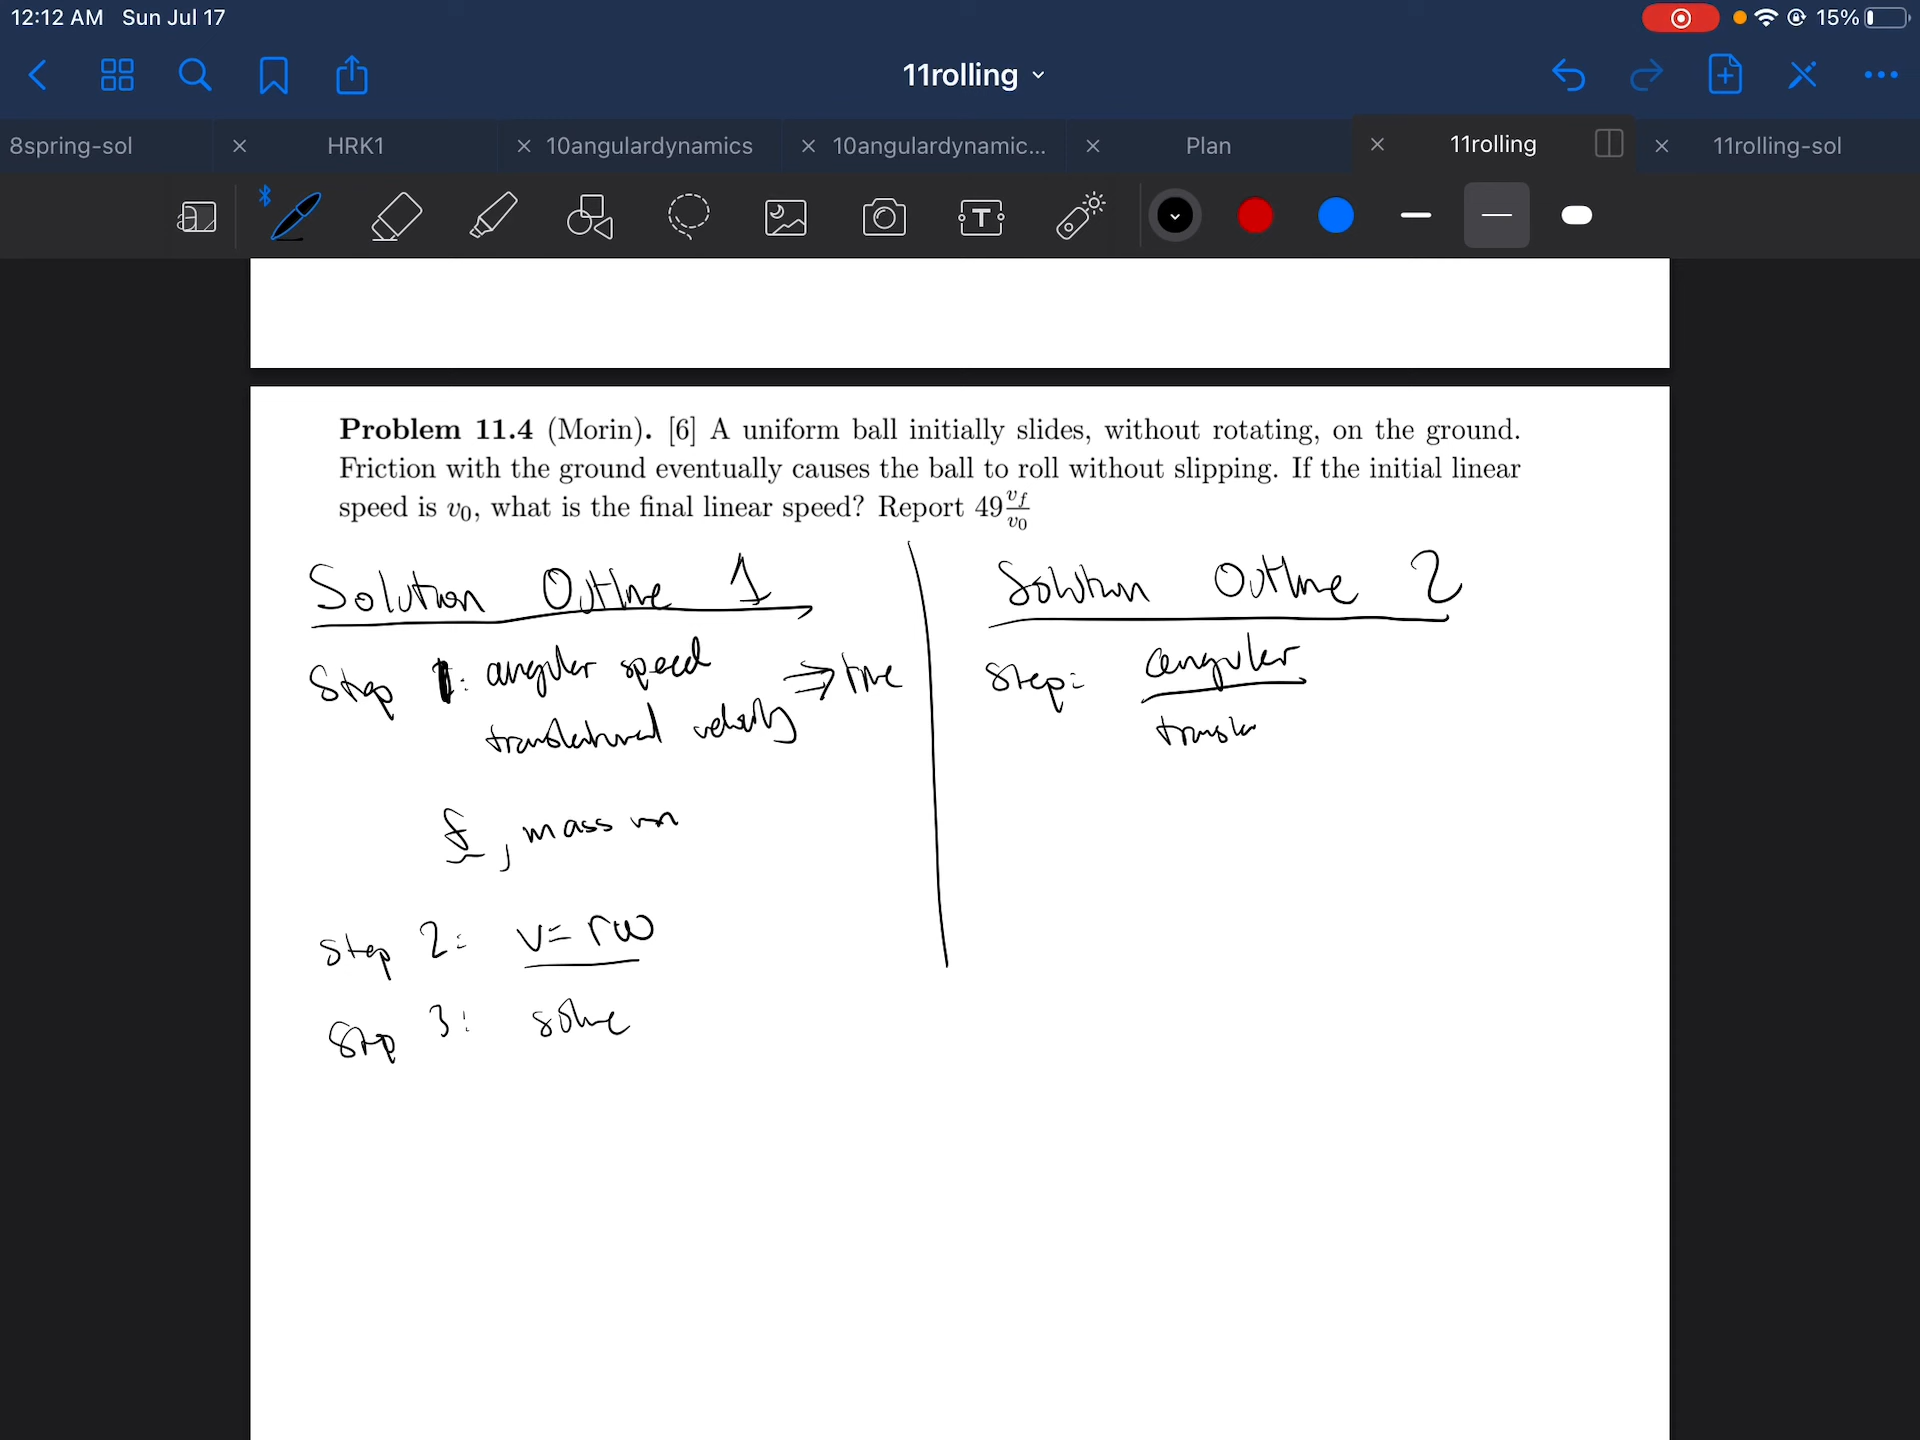 12:12 AM Sun Jul 17
15%
11rolling
8spring-sol
HRK1
10angulardynamics
10angulardynamic...
Plan
11rolling
11rolling-sol
Problem 11.4 (Morin). [6] A uniform ball initially slides, without rotating, on the ground.
Friction with the ground eventually causes the ball to roll without slipping. If the initial linear
speed is v₀, what is the final linear speed? Report 49 v_f/v₀
Solution Outline 1
Step 1: angular speed
translational velocity
⇒ time
f, mass m
Step 2: v = rω
Step 3: solve
Solution Outline 2
Step: angular
transla